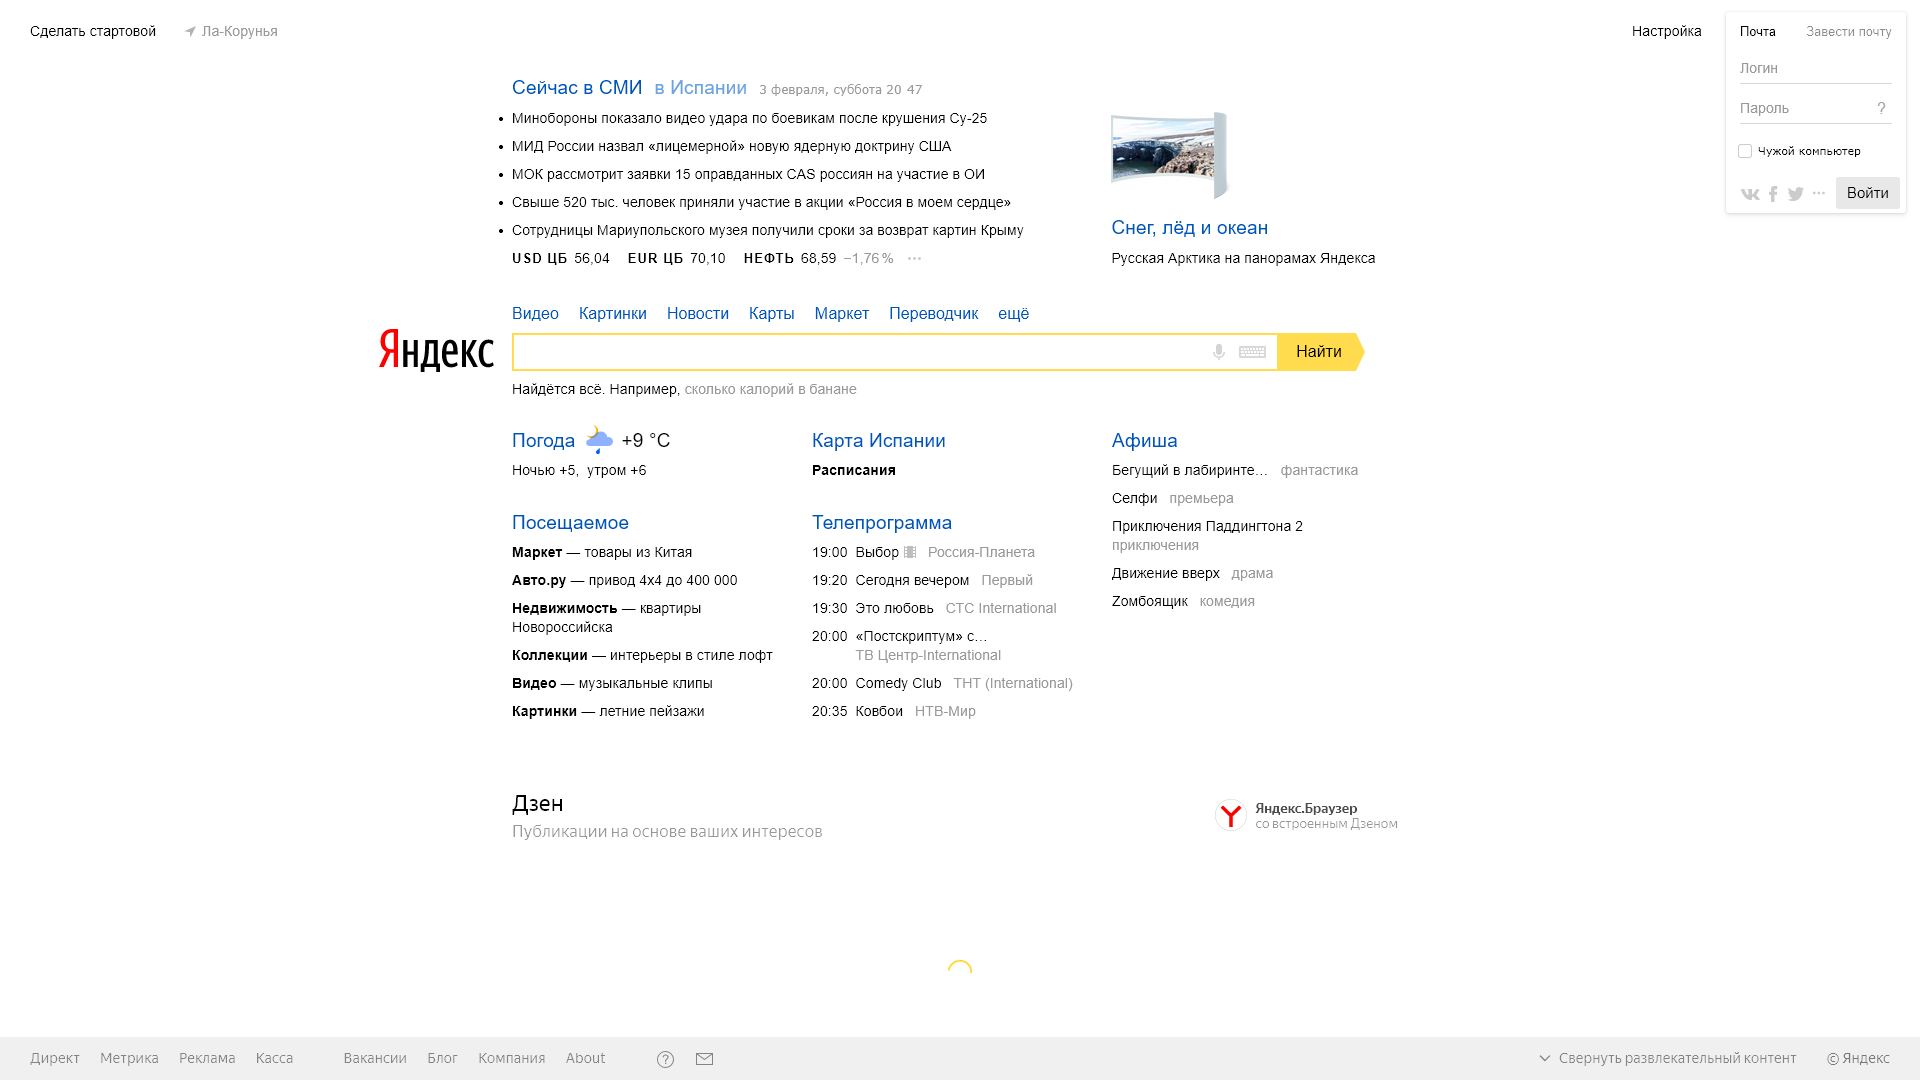 Сделать стартовой
Ла-Корунья
Настройка
Почта
Завести почту
Логин
Пароль
?
Чужой компьютер
Войти
Сейчас в СМИ в Испании 3 февраля, суббота 20 47
Минобороны показало видео удара по боевикам после крушения Су-25
МИД России назвал «лицемерной» новую ядерную доктрину США
МОК рассмотрит заявки 15 оправданных CAS россиян на участие в ОИ
Свыше 520 тыс. человек приняли участие в акции «Россия в моем сердце»
Сотрудницы Мариупольского музея получили сроки за возврат картин Крыму
USD ЦБ 56,04 EUR ЦБ 70,10 НЕФТЬ 68,59 −1,76 % ...
Снег, лёд и океан
Русская Арктика на панорамах Яндекса
Видео Картинки Новости Карты Маркет Переводчик ещё
Яндекс
Найти
Найдётся всё. Например, сколько калорий в банане
Погода +9 °C
Ночью +5, утром +6
Карта Испании
Расписания
Афиша
Бегущий в лабиринте… фантастика
Селфи премьера
Приключения Паддингтона 2
приключения
Движение вверх драма
Zомбоящик комедия
Посещаемое
Маркет — товары из Китая
Авто.ру — привод 4x4 до 400 000
Недвижимость — квартиры
Новороссийска
Коллекции — интерьеры в стиле лофт
Видео — музыкальные клипы
Картинки — летние пейзажи
Телепрограмма
19:00 Выбор Россия-Планета
19:20 Сегодня вечером Первый
19:30 Это любовь СТС International
20:00 «Постскриптум» с…
ТВ Центр-International
20:00 Comedy Club ТНТ (International)
20:35 Ковбои НТВ-Мир
Дзен
Публикации на основе ваших интересов
Яндекс.Браузер
со встроенным Дзеном
Директ Метрика Реклама Касса Вакансии Блог Компания About ? Свернуть развлекательный контент © Яндекс